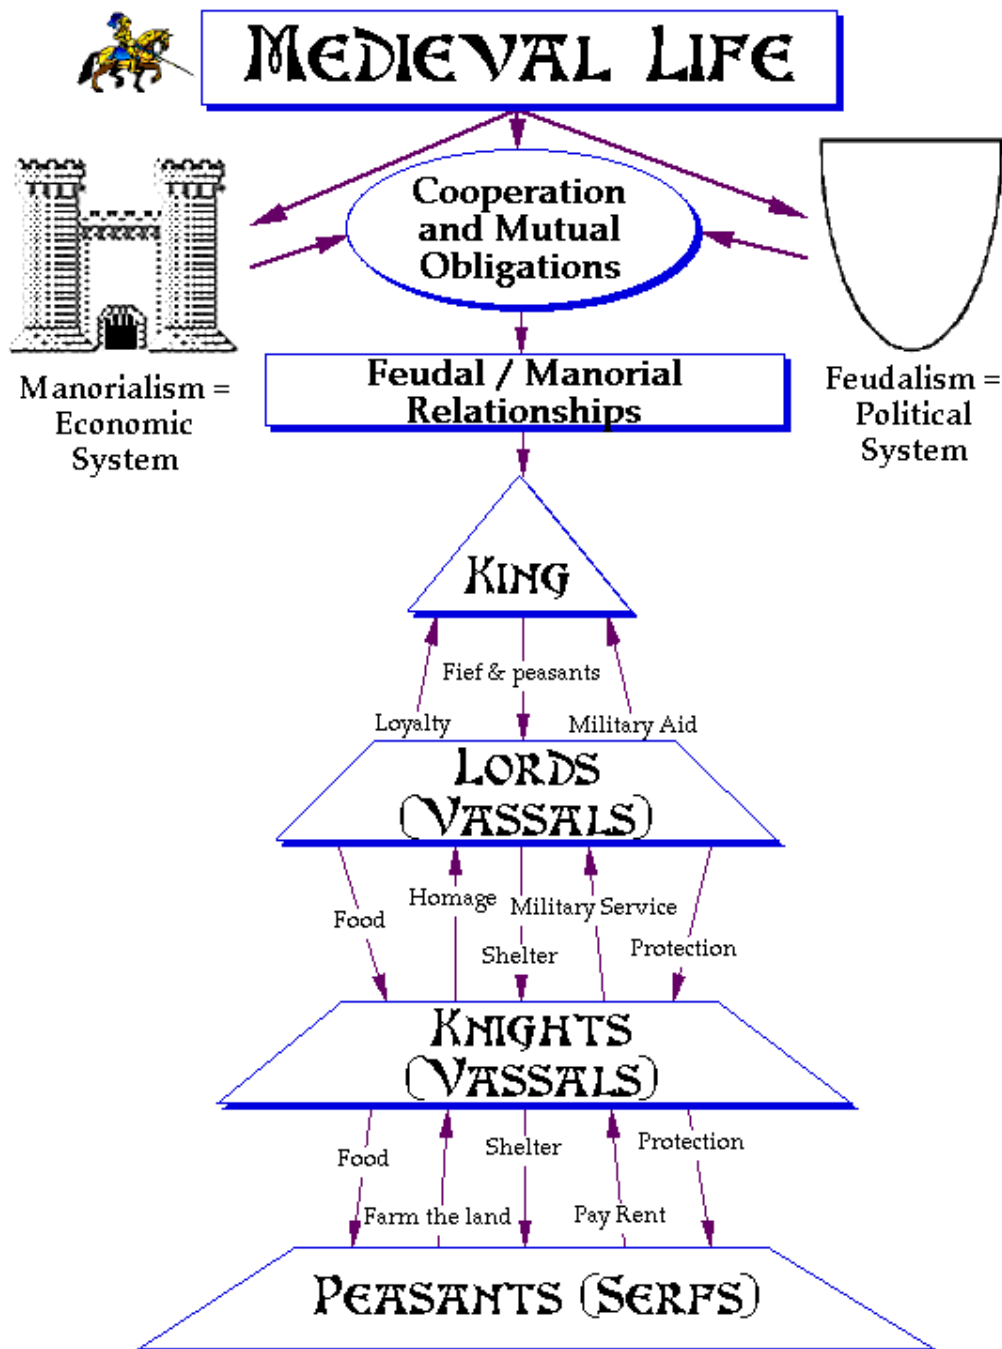 MEDIEVAL LIFE
Cooperation
and Mutual
Obligations
Manorialism =
Economic
System
Feudalism =
Political
System
Feudal / Manorial
Relationships
KING
Fief & peasants
Loyalty
Military Aid
LORDS
(VASSALS)
Food
Homage
Shelter
Military Service
Protection
KNIGHTS
(VASSALS)
Food
Farm the land
Shelter
Pay Rent
Protection
PEASANTS (SERFS)